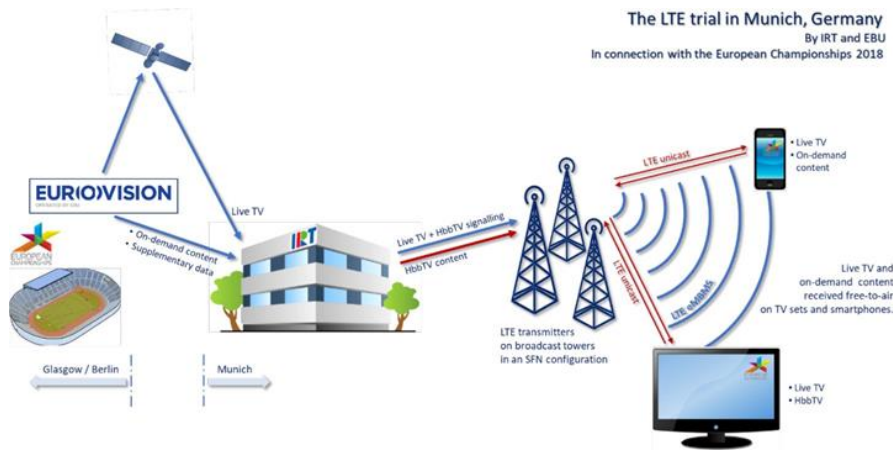 The LTE trial in Munich, Germany
By IRT and EBU
In connection with the European Championships 2018
EUROVISION
Live TV
• On-demand content
• Supplementary data
EUROPEAN
CHAMPIONSHIPS
IRT
Live TV + HbbTV signalling
HbbTV content
LTE unicast
LTE unicast
LTE eMBMS
• Live TV
• On-demand
content
Live TV and
on-demand content
received free-to-air
on TV sets and smartphones.
LTE transmitters
on broadcast towers
in an SFN configuration
Glasgow / Berlin
Munich
• Live TV
• HbbTV